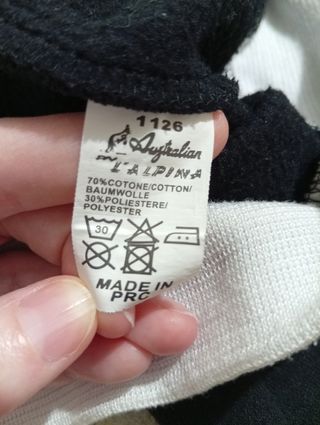 1126
Australian
L'ALPINA
70%COTONE/COTTON/
BAUMWOLLE
30%POLIESTERE/
POLYESTER
30
MADE IN
PRC